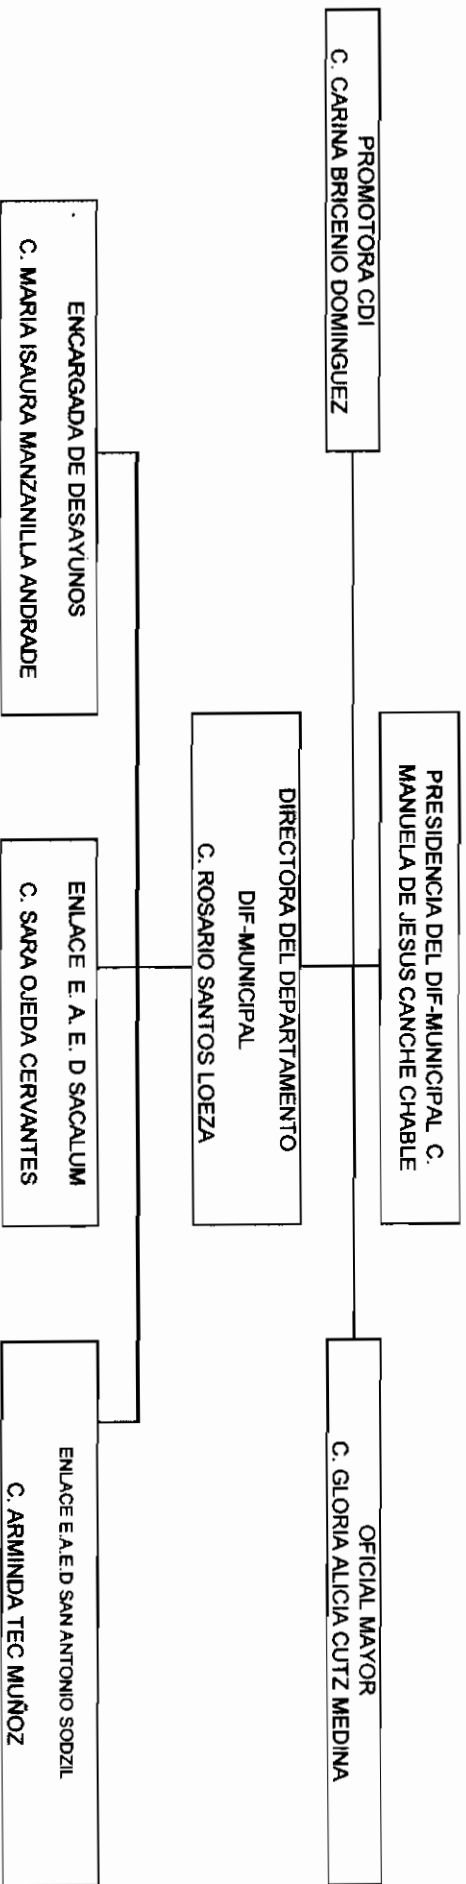 PRESIDENCIA DEL DIF-MUNICIPAL C.
MANUELA DE JESUS CANCHE CHABLE
PROMOTORA CDI
C. CARINA BRICENIO DOMINGUEZ
OFICIAL MAYOR
C. GLORIA ALICIA CUTZ MEDINA
DIRECTORA DEL DEPARTAMENTO
DIF-MUNICIPAL
C. ROSARIO SANTOS LOEZA
ENCARGADA DE DESAYUNOS
C. MARIA ISAURA MANZANILLA ANDRADE
ENLACE E. A. E. D SACALUM
C. SARA OJEDA CERVANTES
ENLACE E.A.E.D SAN ANTONIO SODZIL
C. ARMINDA TEC MUÑOZ